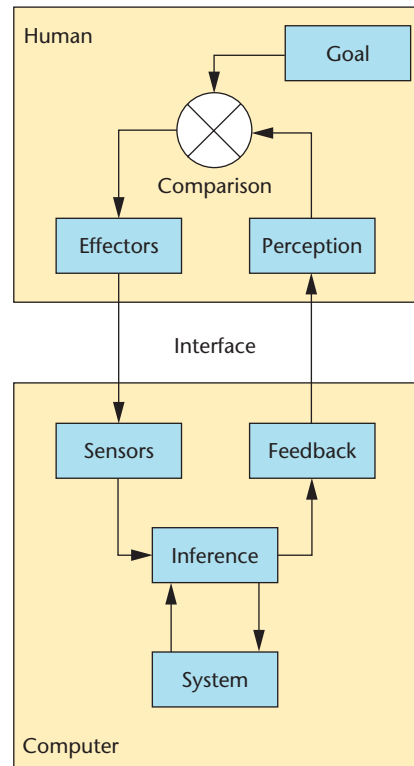 Human
Goal
Comparison
Effectors
Perception
Interface
Sensors
Feedback
Inference
System
Computer